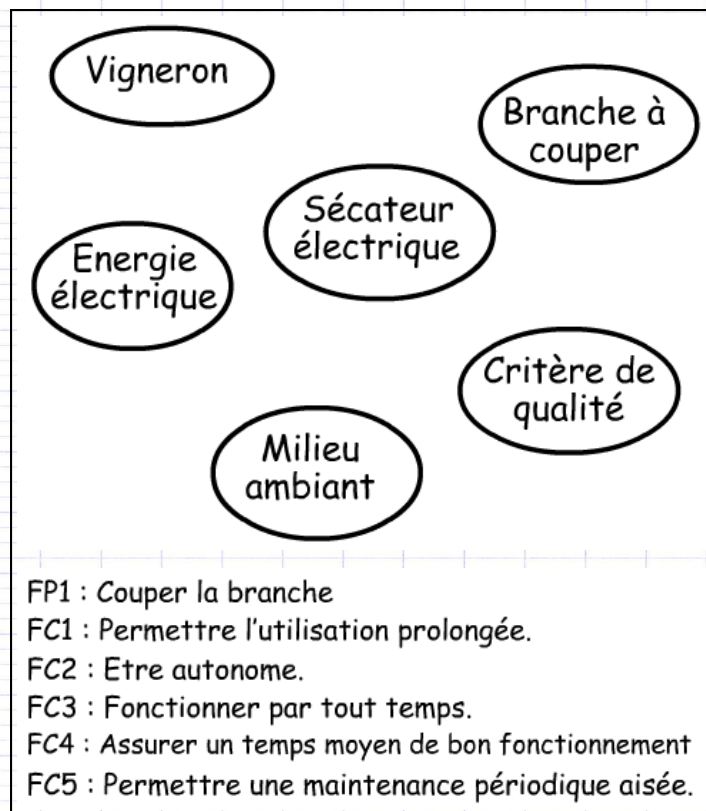 Vigneron
Branche à
couper
Sécateur
électrique
Energie
électrique
Critère de
qualité
Milieu
ambiant
FP1 : Couper la branche
FC1 : Permettre l'utilisation prolongée.
FC2 : Etre autonome.
FC3 : Fonctionner par tout temps.
FC4 : Assurer un temps moyen de bon fonctionnement
FC5 : Permettre une maintenance périodique aisée.